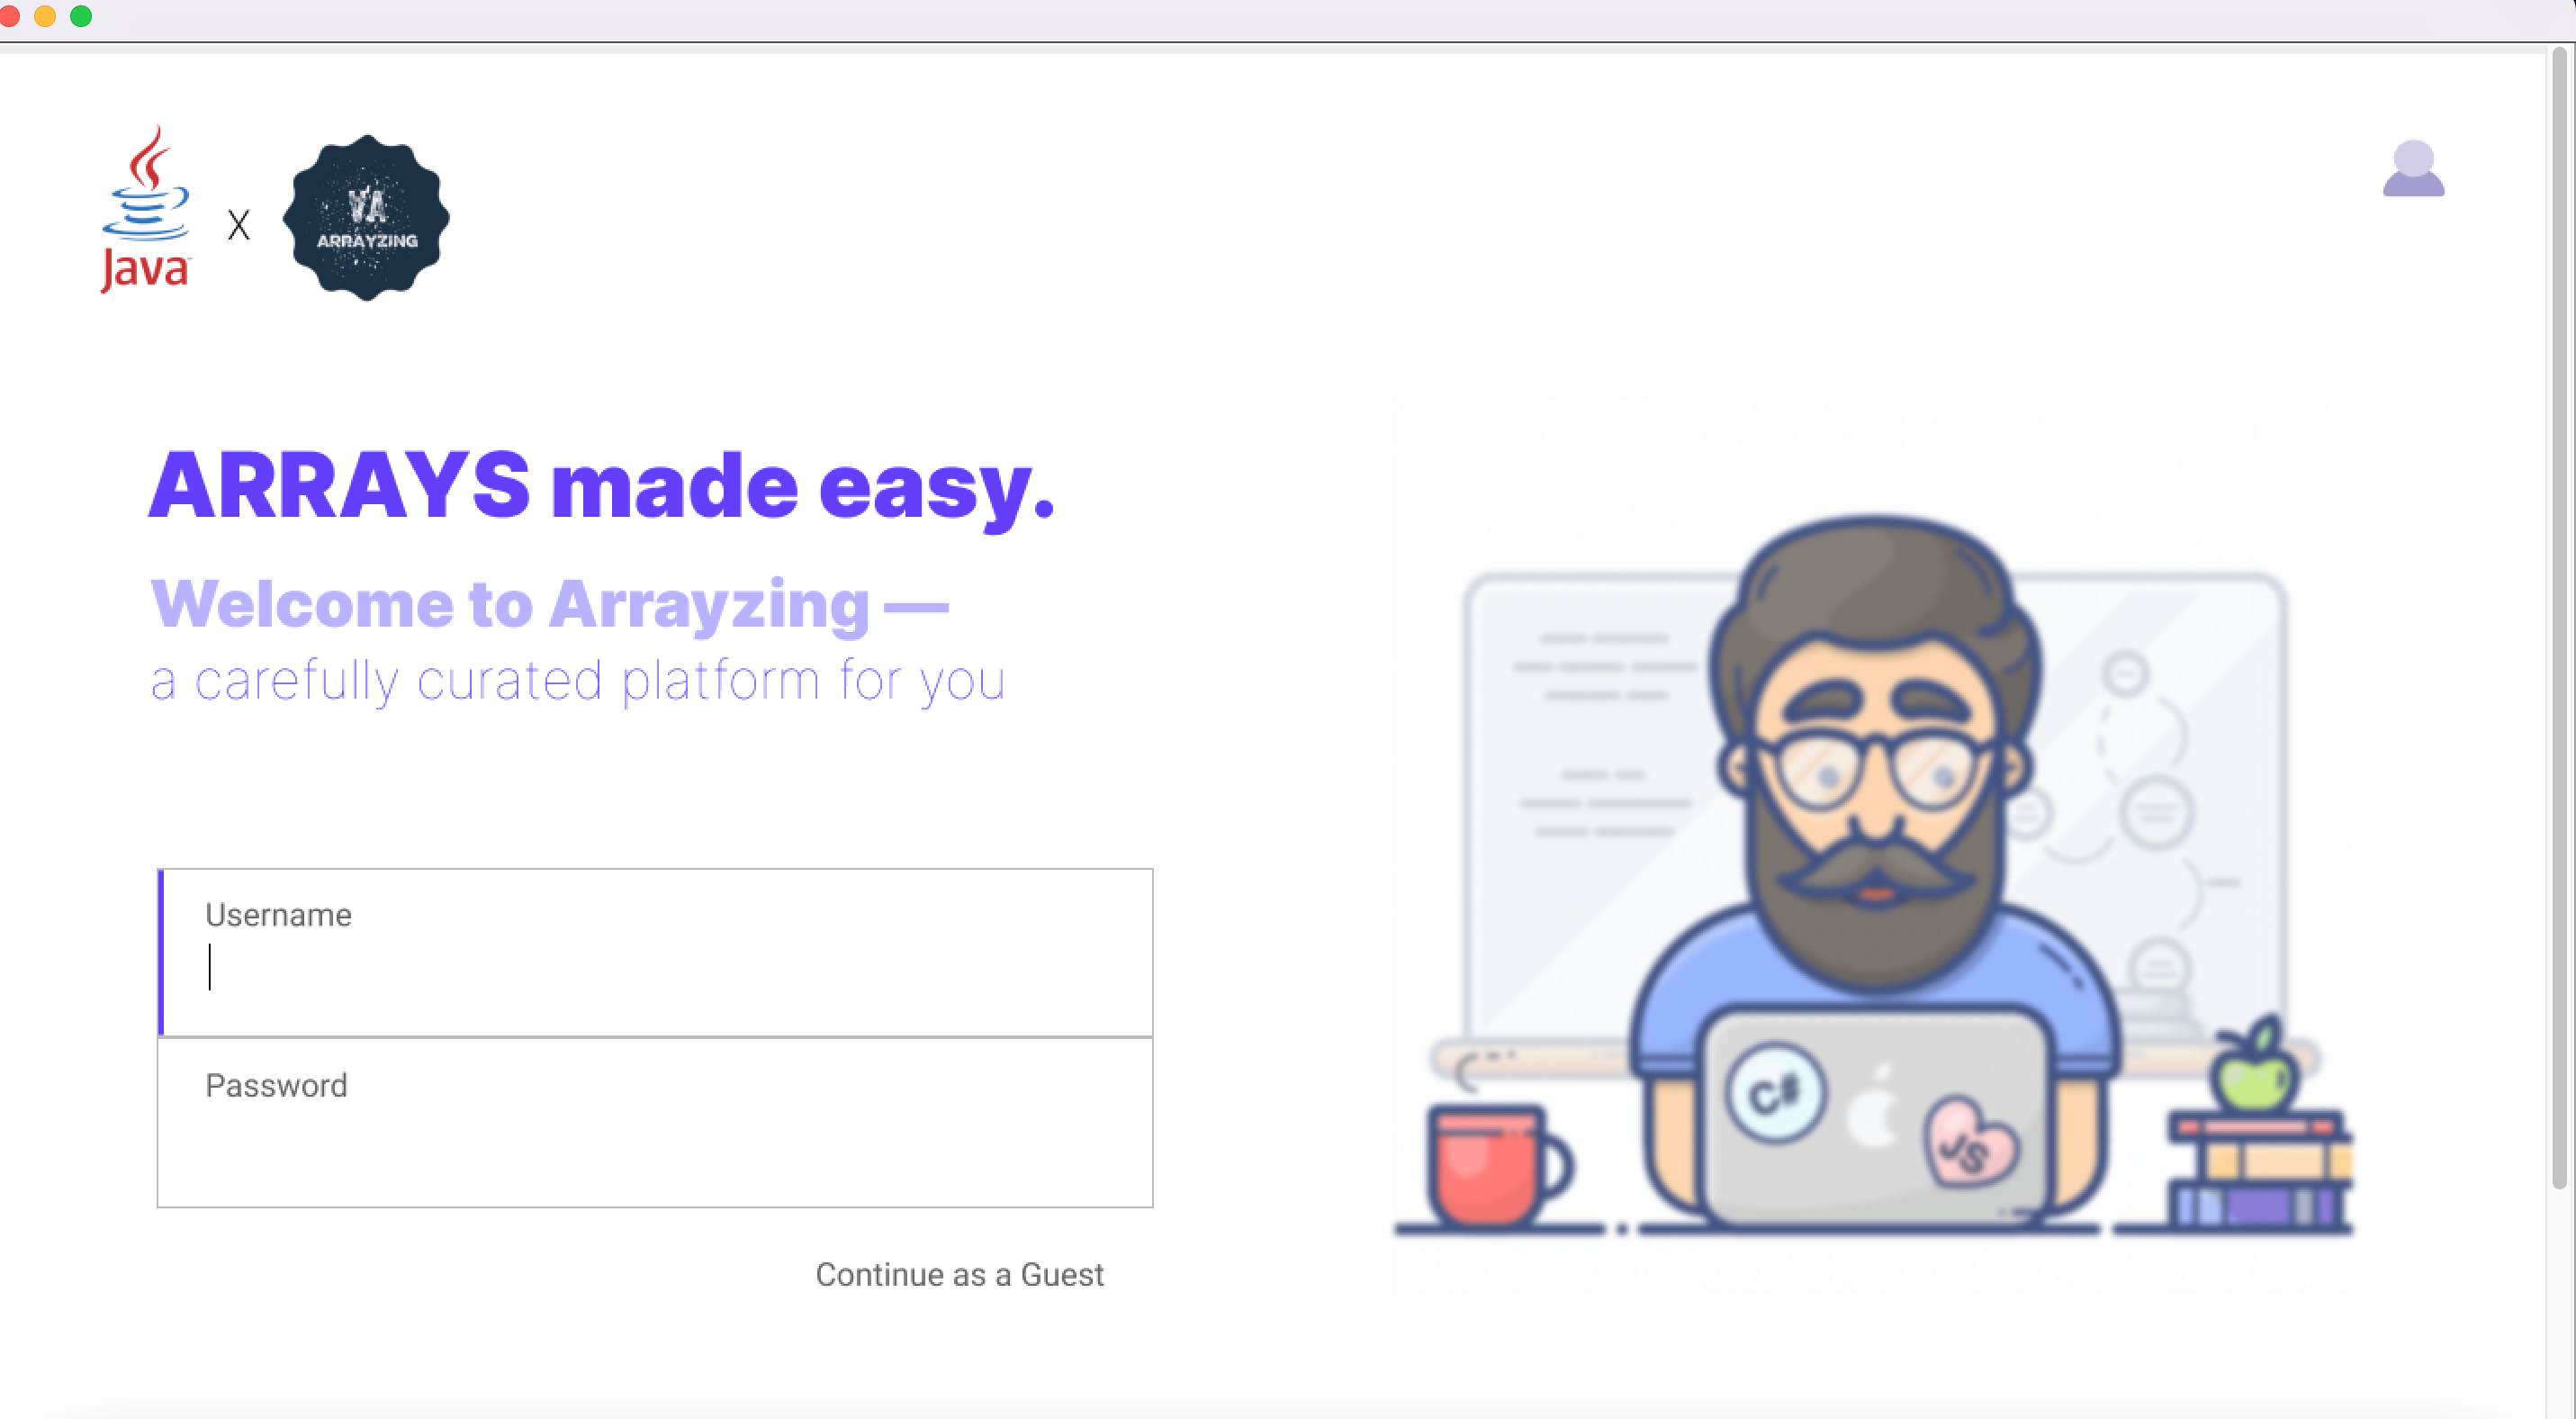 Java
X
VA
ARRAYZING
ARRAYS made easy.
Welcome to Arrayzing —
a carefully curated platform for you
Username
Password
Continue as a Guest
C#
JS